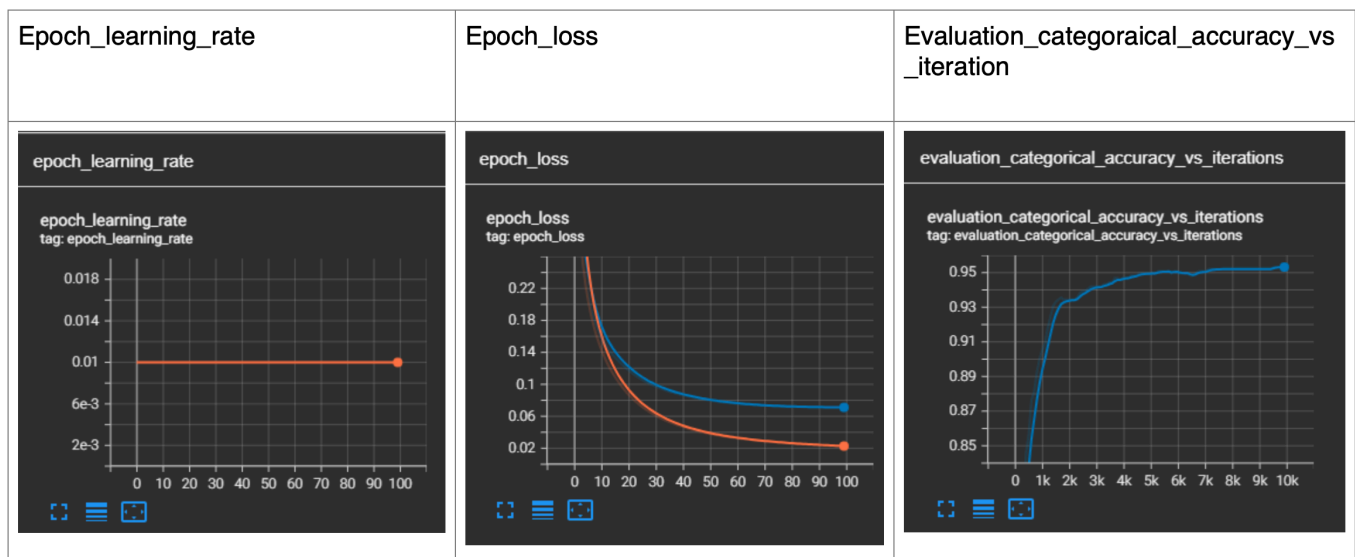 Epoch_learning_rate
Epoch_loss
Evaluation_categoraical_accuracy_vs
_iteration
epoch_learning_rate
epoch_learning_rate
tag: epoch_learning_rate
0.018
0.014
0.01
6e-3
2e-3
0 10 20 30 40 50 60 70 80 90 100
epoch_loss
epoch_loss
tag: epoch_loss
0.22
0.18
0.14
0.1
0.06
0.02
0 10 20 30 40 50 60 70 80 90 100
evaluation_categorical_accuracy_vs_iterations
evaluation_categorical_accuracy_vs_iterations
tag: evaluation_categorical_accuracy_vs_iterations
0.95
0.93
0.91
0.89
0.87
0.85
0 1k 2k 3k 4k 5k 6k 7k 8k 9k 10k